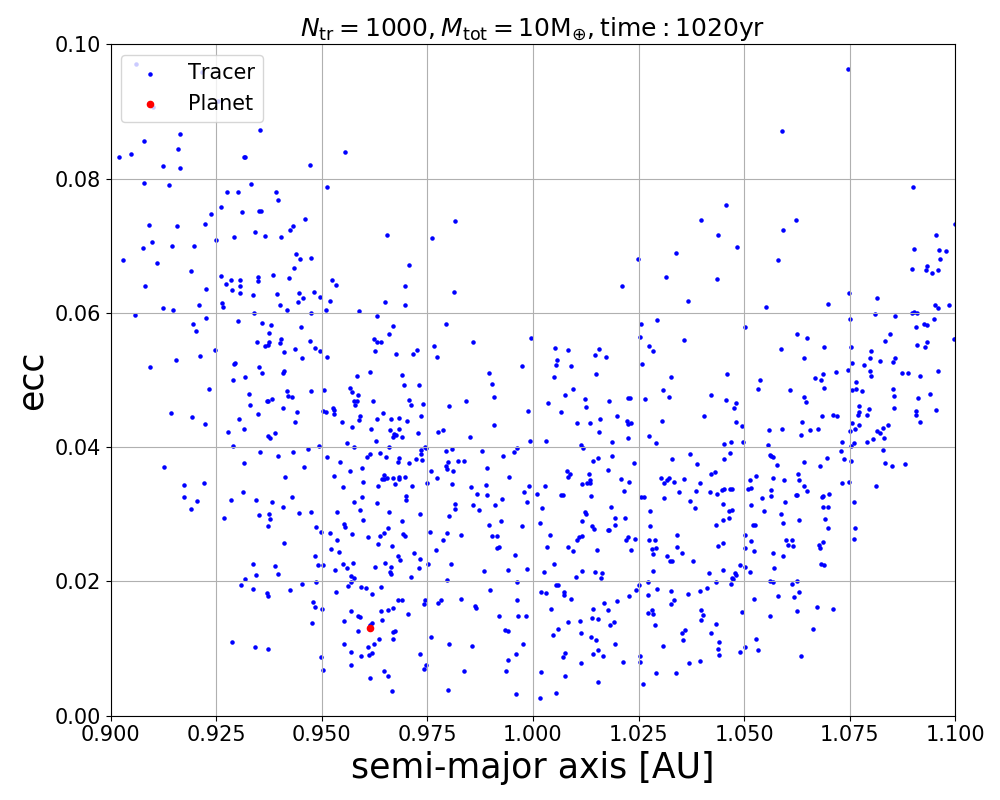 N_tr = 1000, M_tot = 10M_⊕, time : 1020yr
Tracer
Planet
ecc
0.10
0.08
0.06
0.04
0.02
0.00
0.900 0.925 0.950 0.975 1.000 1.025 1.050 1.075 1.100
semi-major axis [AU]